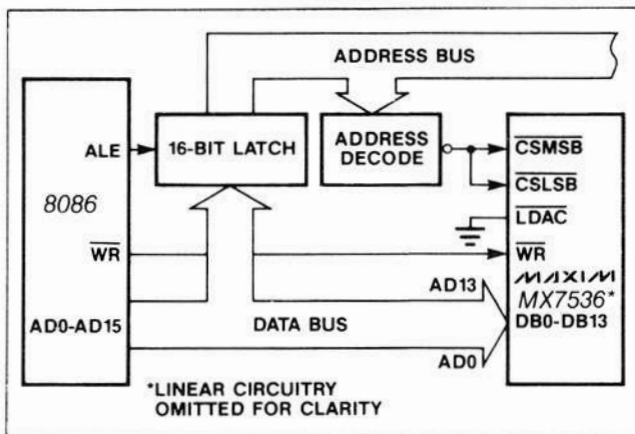 ADDRESS BUS
ALE
16-BIT LATCH
ADDRESS
DECODE
CSMSB
CSLSB
8086
LDAC
WR
WR
MAXIM
MX7536*
AD13
AD0-AD15
DATA BUS
DB0-DB13
AD0
*LINEAR CIRCUITRY
OMITTED FOR CLARITY